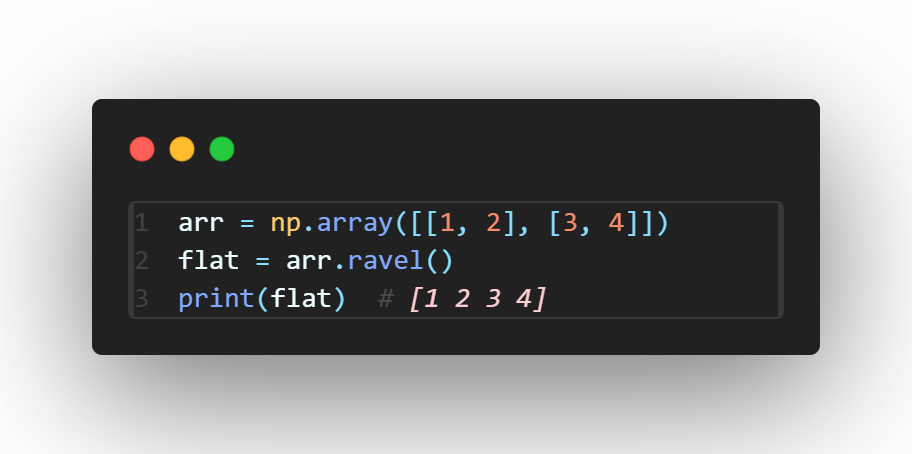 1 arr = np.array([[1, 2], [3, 4]])
2 flat = arr.ravel()
3 print(flat)  # [1 2 3 4]